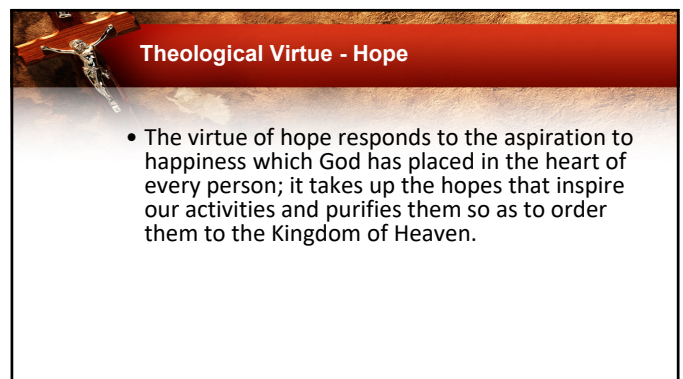 Theological Virtue - Hope
• The virtue of hope responds to the aspiration to
happiness which God has placed in the heart of
every person; it takes up the hopes that inspire
our activities and purifies them so as to order
them to the Kingdom of Heaven.